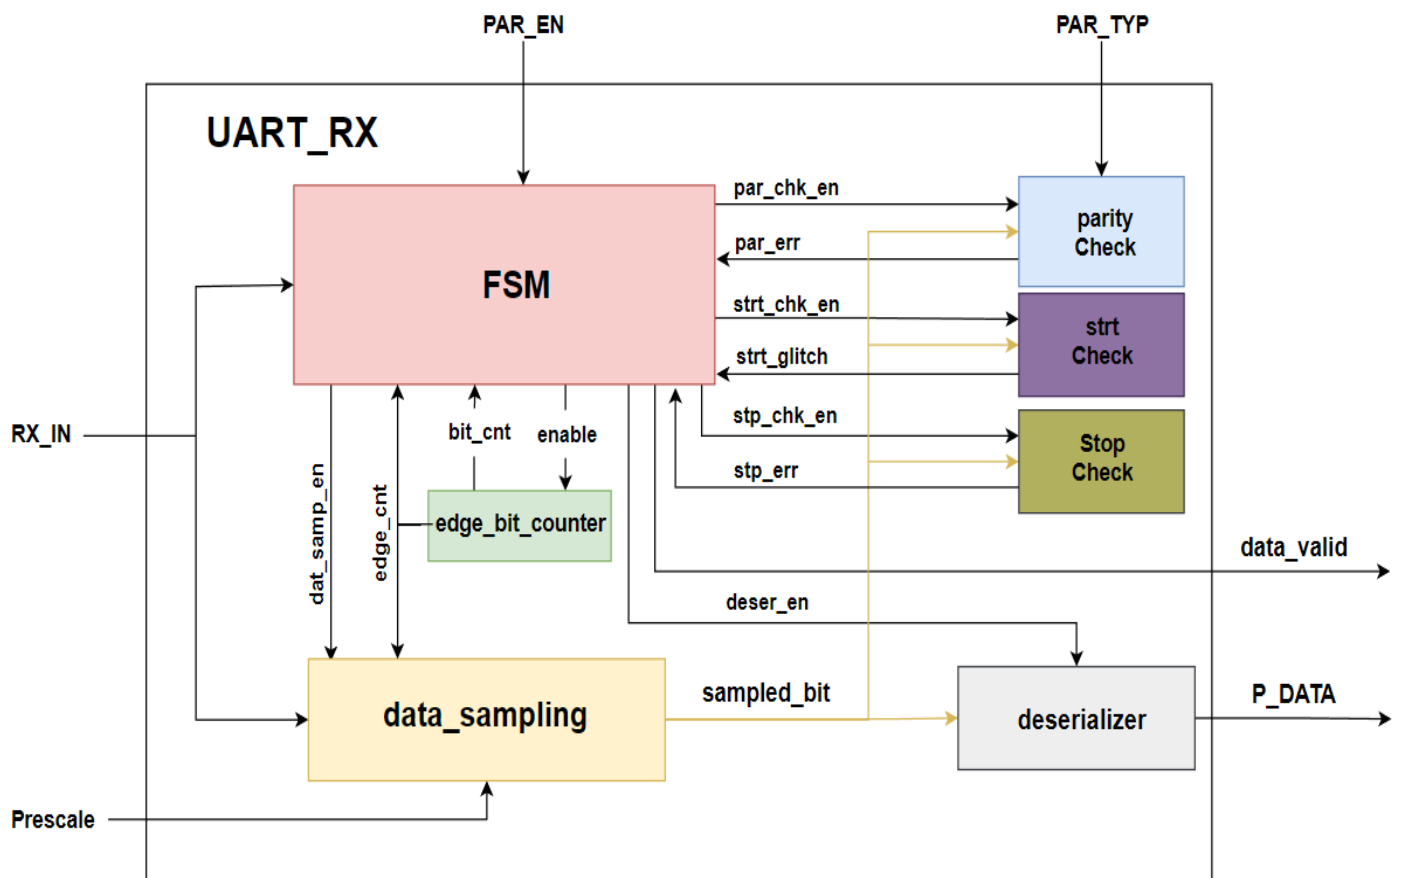 PAR_EN
PAR_TYP
UART_RX
par_chk_en
parity
Check
par_err
FSM
strt_chk_en
strt
Check
strt_glitch
RX_IN
bit_cnt
enable
stp_chk_en
Stop
Check
stp_err
dat_samp_en
edge_cnt
edge_bit_counter
data_valid
deser_en
data_sampling
sampled_bit
deserializer
P_DATA
Prescale